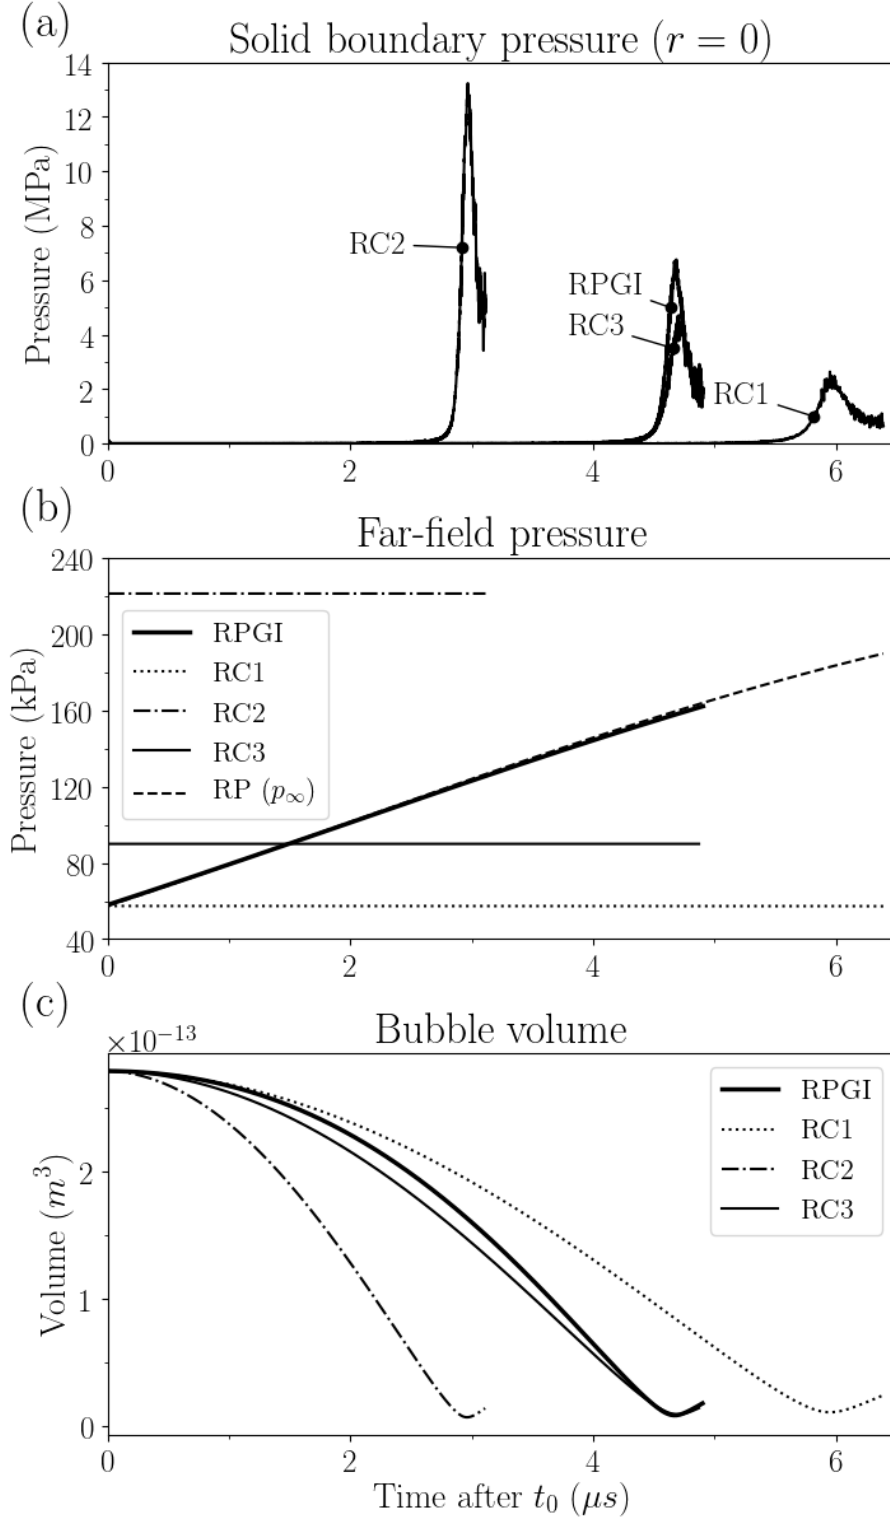 (a)
Solid boundary pressure (r = 0)
Pressure (MPa)
14
12
10
8
6
4
2
0
RC2
RPGI
RC3
RC1
0 2 4 6
(b)
Far-field pressure
Pressure (kPa)
240
200
160
120
80
40
RPGI
RC1
RC2
RC3
RP (p∞)
0 2 4 6
(c)
×10⁻¹³
Bubble volume
Volume (m³)
2
1
0
RPGI
RC1
RC2
RC3
0 2 4 6
Time after t₀ (μs)